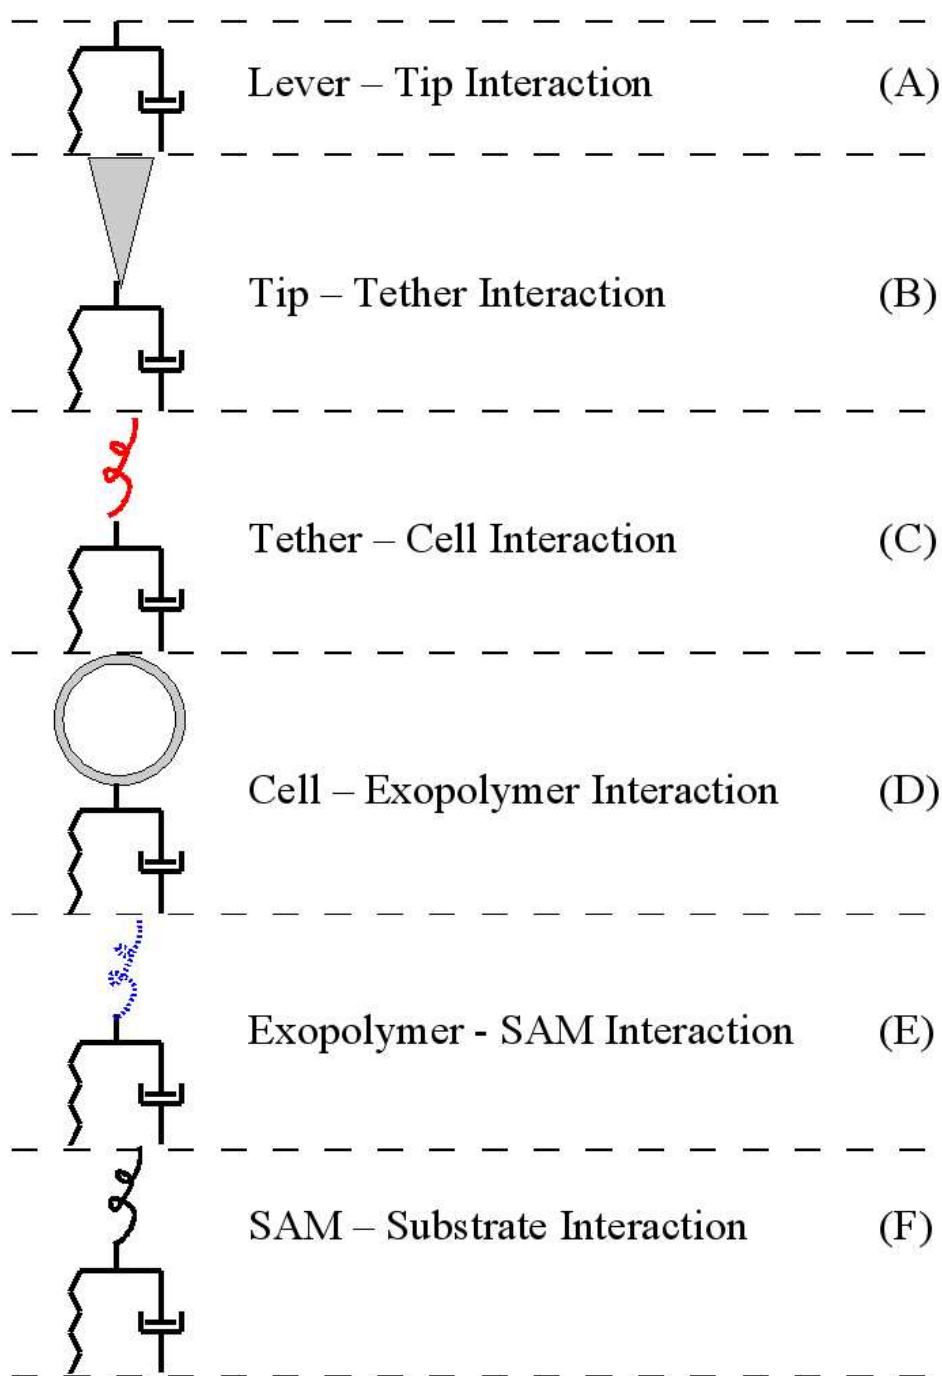 Lever – Tip Interaction (A)
Tip – Tether Interaction (B)
Tether – Cell Interaction (C)
Cell – Exopolymer Interaction (D)
Exopolymer - SAM Interaction (E)
SAM – Substrate Interaction (F)